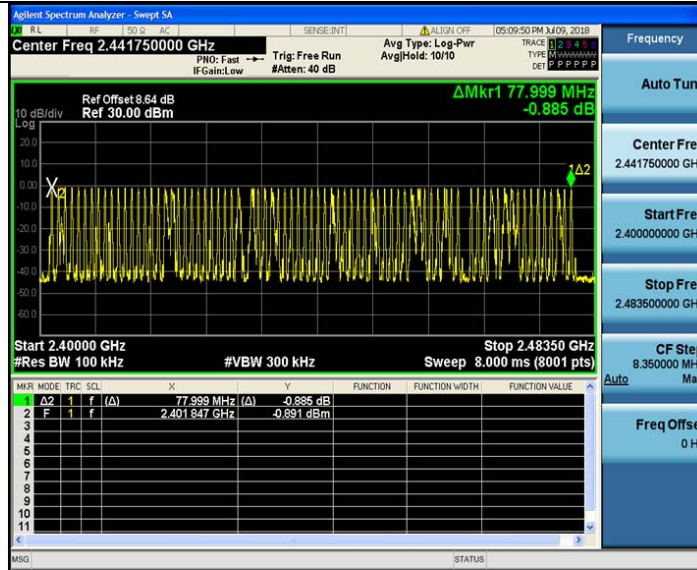 Agilent Spectrum Analyzer - Swept SA
LXI RL RF 50 Ω AC SENSE:INT ALIGN OFF 05:09:50 PM Jul 09, 2018
Center Freq 2.441750000 GHz
PNO: Fast
IFGain:Low
Trig: Free Run
#Atten: 40 dB
Avg Type: Log-Pwr
Avg|Hold: 10/10
TRACE 1 2 3 4 5 6
TYPE M
DET P P P P P P
Ref Offset 8.64 dB
Ref 30.00 dBm
10 dB/div
Log
ΔMkr1 77.999 MHz
-0.885 dB
20.0
10.0
0.00
-10.0
-20.0
-30.0
-40.0
-50.0
-60.0
X2
1Δ2
Start 2.40000 GHz
Stop 2.48350 GHz
#Res BW 100 kHz
#VBW 300 kHz
Sweep 8.000 ms (8001 pts)
MKR MODE TRC SCL X Y FUNCTION FUNCTION WIDTH FUNCTION VALUE
1 Δ2 1 f (Δ) 77.999 MHz (Δ) -0.885 dB
2 F 1 f 2.401 847 GHz -0.891 dBm
3
4
5
6
7
8
9
10
11
MSG
STATUS
Frequency
Auto Tun
Center Fre
2.441750000 GH
Start Fre
2.400000000 GH
Stop Fre
2.483500000 GH
CF Ste
8.350000 MH
Auto Ma
Freq Offse
0 H